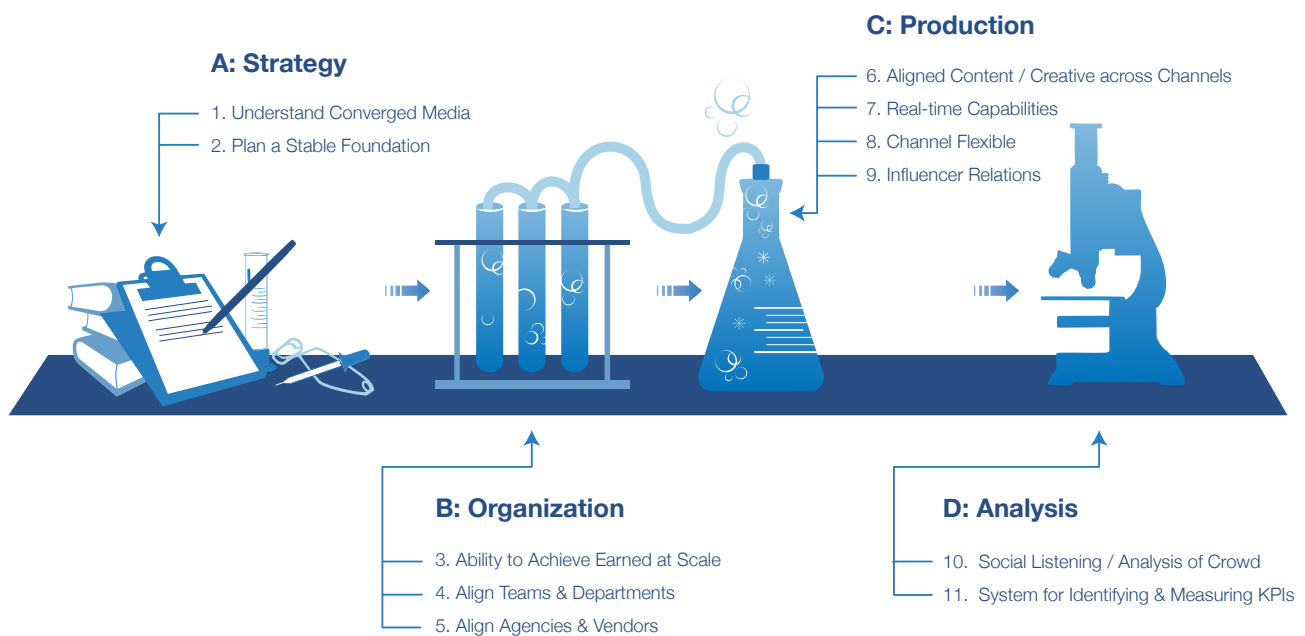 A: Strategy
1. Understand Converged Media
2. Plan a Stable Foundation
C: Production
6. Aligned Content / Creative across Channels
7. Real-time Capabilities
8. Channel Flexible
9. Influencer Relations
B: Organization
3. Ability to Achieve Earned at Scale
4. Align Teams & Departments
5. Align Agencies & Vendors
D: Analysis
10. Social Listening / Analysis of Crowd
11. System for Identifying & Measuring KPIs